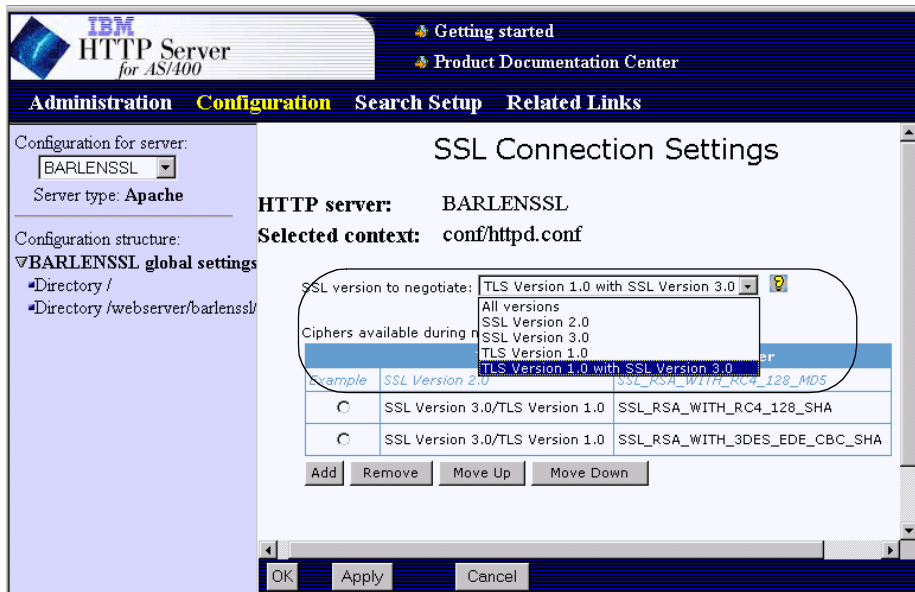 IBM
HTTP Server
for AS/400
Getting started
Product Documentation Center
Administration Configuration Search Setup Related Links
Configuration for server:
BARLENSSL
Server type: Apache
Configuration structure:
BARLENSSL global settings
Directory /
Directory /webserver/barlenssl/
SSL Connection Settings
HTTP server: BARLENSSL
Selected context: conf/httpd.conf
SSL version to negotiate: TLS Version 1.0 with SSL Version 3.0
All versions
SSL Version 2.0
SSL Version 3.0
TLS Version 1.0
TLS Version 1.0 with SSL Version 3.0
Ciphers available during
Example SSL Version 2.0 SSL_RSA_WITH_RC4_128_MD5
SSL Version 3.0/TLS Version 1.0 SSL_RSA_WITH_RC4_128_SHA
SSL Version 3.0/TLS Version 1.0 SSL_RSA_WITH_3DES_EDE_CBC_SHA
Add Remove Move Up Move Down
OK Apply Cancel